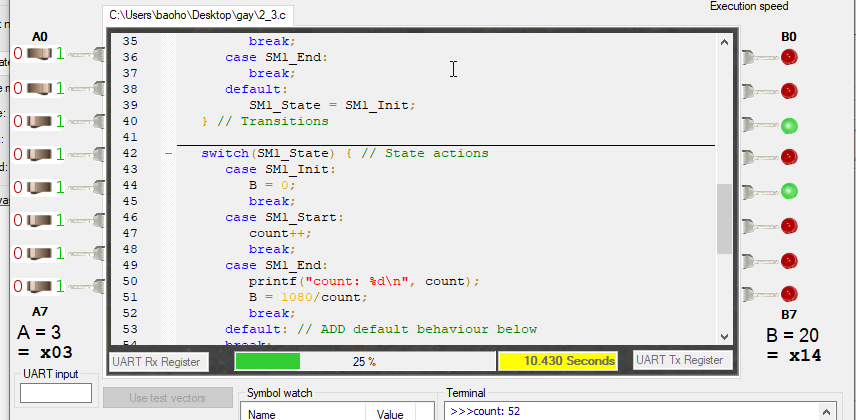 Execution speed
C:\Users\baoho\Desktop\gay\2_3.c
A0
B0
0 1
0 1
0 1
0 1
0 1
0 1
0 1
0 1
35 break;
36 case SM1_End:
37 break;
38 default:
39 SM1_State = SM1_Init;
40 } // Transitions
41
42 switch(SM1_State) { // State actions
43 case SM1_Init:
44 B = 0;
45 break;
46 case SM1_Start:
47 count++;
48 break;
49 case SM1_End:
50 printf("count: %d\n", count);
51 B = 1080/count;
52 break;
53 default: // ADD default behaviour below
54 break;
A7
A = 3
= x03
B7
B = 20
= x14
UART Rx Register
25 %
10.430 Seconds
UART Tx Register
UART input
Use test vectors
Symbol watch
Name Value
Terminal
>>>count: 52